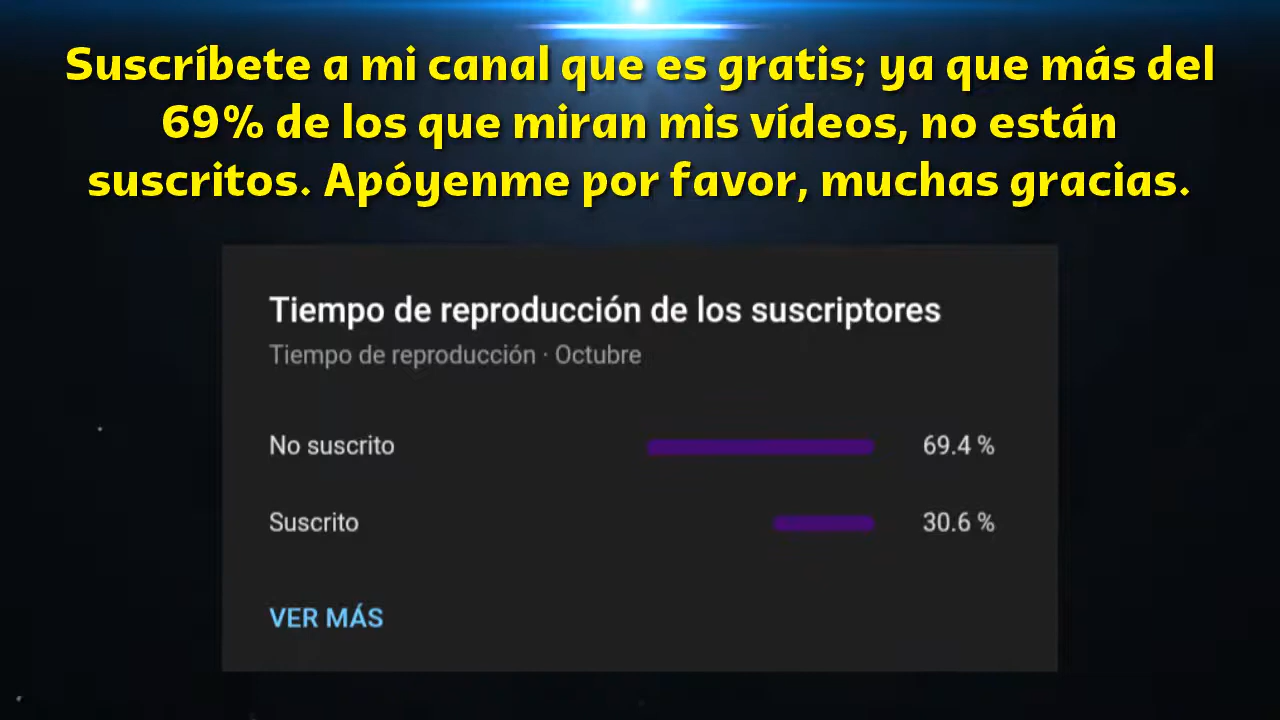 Suscríbete a mi canal que es gratis; ya que más del
69% de los que miran mis vídeos, no están
suscritos. Apóyenme por favor, muchas gracias.
Tiempo de reproducción de los suscriptores
Tiempo de reproducción · Octubre
No suscrito 69.4 %
Suscrito 30.6 %
VER MÁS